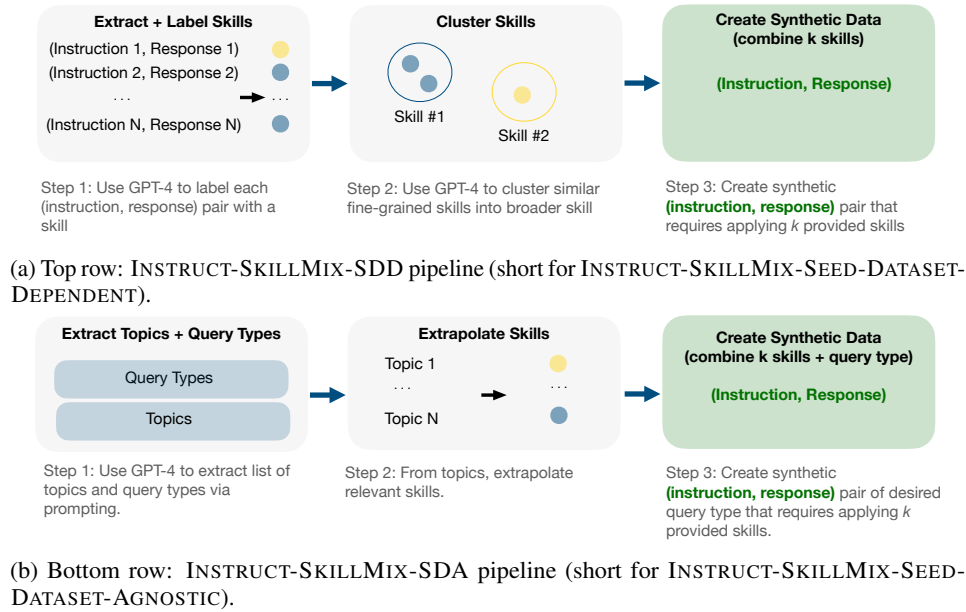 Extract + Label Skills
(Instruction 1, Response 1)
(Instruction 2, Response 2)
... ...
(Instruction N, Response N)
Cluster Skills
Skill #1
Skill #2
Create Synthetic Data
(combine k skills)
(Instruction, Response)
Step 1: Use GPT-4 to label each
(instruction, response) pair with a
skill
Step 2: Use GPT-4 to cluster similar
fine-grained skills into broader skill
Step 3: Create synthetic
(instruction, response) pair that
requires applying k provided skills
(a) Top row: INSTRUCT-SKILLMIX-SDD pipeline (short for INSTRUCT-SKILLMIX-SEED-DATASET-
DEPENDENT).
Extract Topics + Query Types
Query Types
Topics
Extrapolate Skills
Topic 1
... ...
Topic N
Create Synthetic Data
(combine k skills + query type)
(Instruction, Response)
Step 1: Use GPT-4 to extract list of
topics and query types via
prompting.
Step 2: From topics, extrapolate
relevant skills.
Step 3: Create synthetic
(instruction, response) pair of desired
query type that requires applying k
provided skills.
(b) Bottom row: INSTRUCT-SKILLMIX-SDA pipeline (short for INSTRUCT-SKILLMIX-SEED-
DATASET-AGNOSTIC).